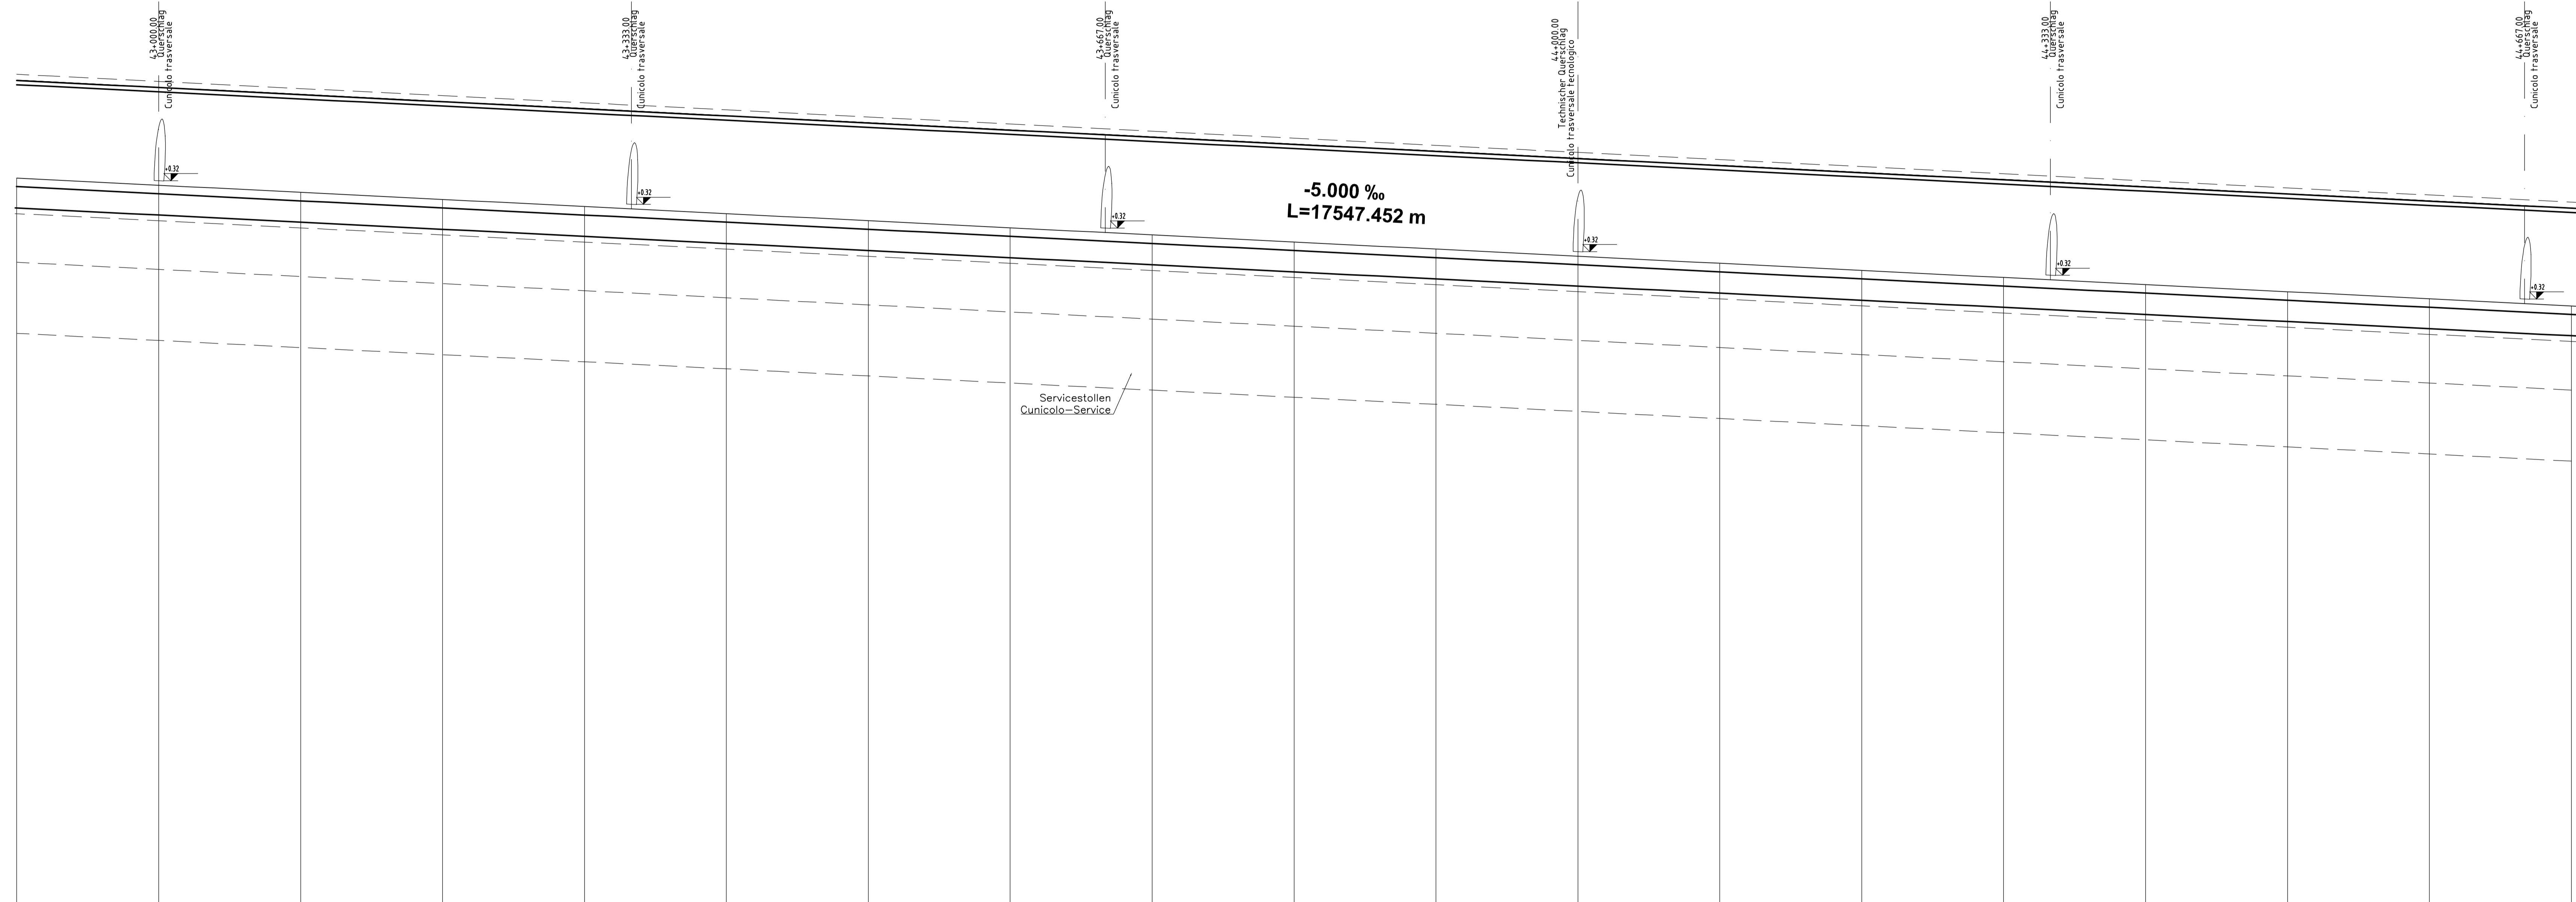 43+000.00
Querschlag
Cunicolo trasversale
43+333.00
Querschlag
Cunicolo trasversale
43+667.00
Querschlag
Cunicolo trasversale
44+000.00
Technischer Querschlag
Cunicolo trasversale tecnologico
44+333.00
Querschlag
Cunicolo trasversale
44+667.00
Querschlag
Cunicolo trasversale
+0.32
+0.32
+0.32
+0.32
+0.32
+0.32
-5.000 ‰
L=17547.452 m
Servicestollen
Cunicolo-Service